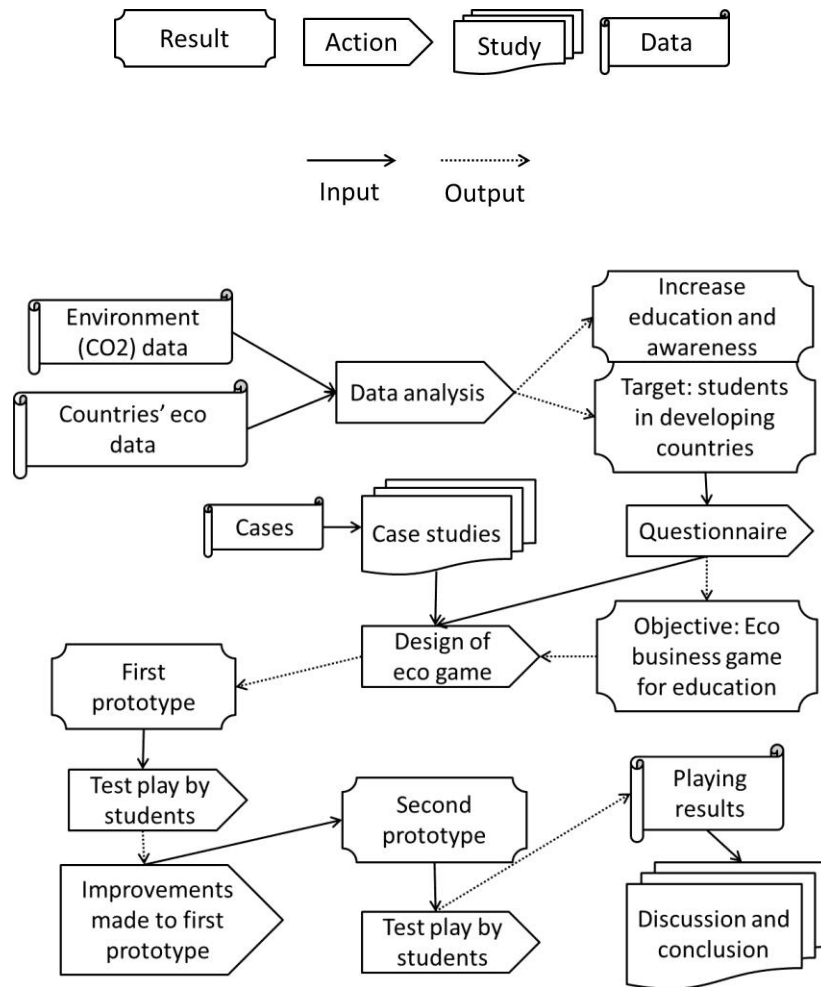 Result
Action
Study
Data
Input
Output
Environment
(CO2) data
Countries' eco
data
Data analysis
Increase
education and
awareness
Target: students
in developing
countries
Cases
Case studies
Questionnaire
Design of
eco game
Objective: Eco
business game
for education
First
prototype
Test play by
students
Improvements
made to first
prototype
Second
prototype
Test play by
students
Playing
results
Discussion and
conclusion